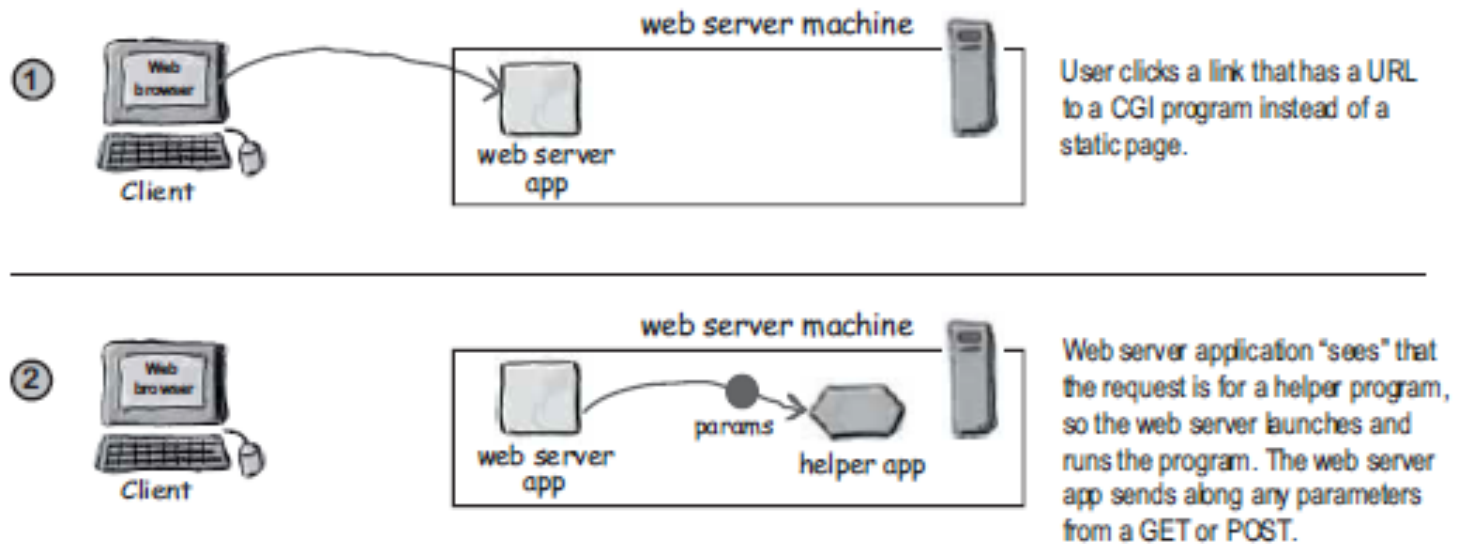 web server machine
1
Web
browser
web server
app
Client
User clicks a link that has a URL
to a CGI program instead of a
static page.
web server machine
2
Web
browser
params
web server
app
helper app
Client
Web server application “sees” that
the request is for a helper program,
so the web server launches and
runs the program. The web server
app sends along any parameters
from a GET or POST.